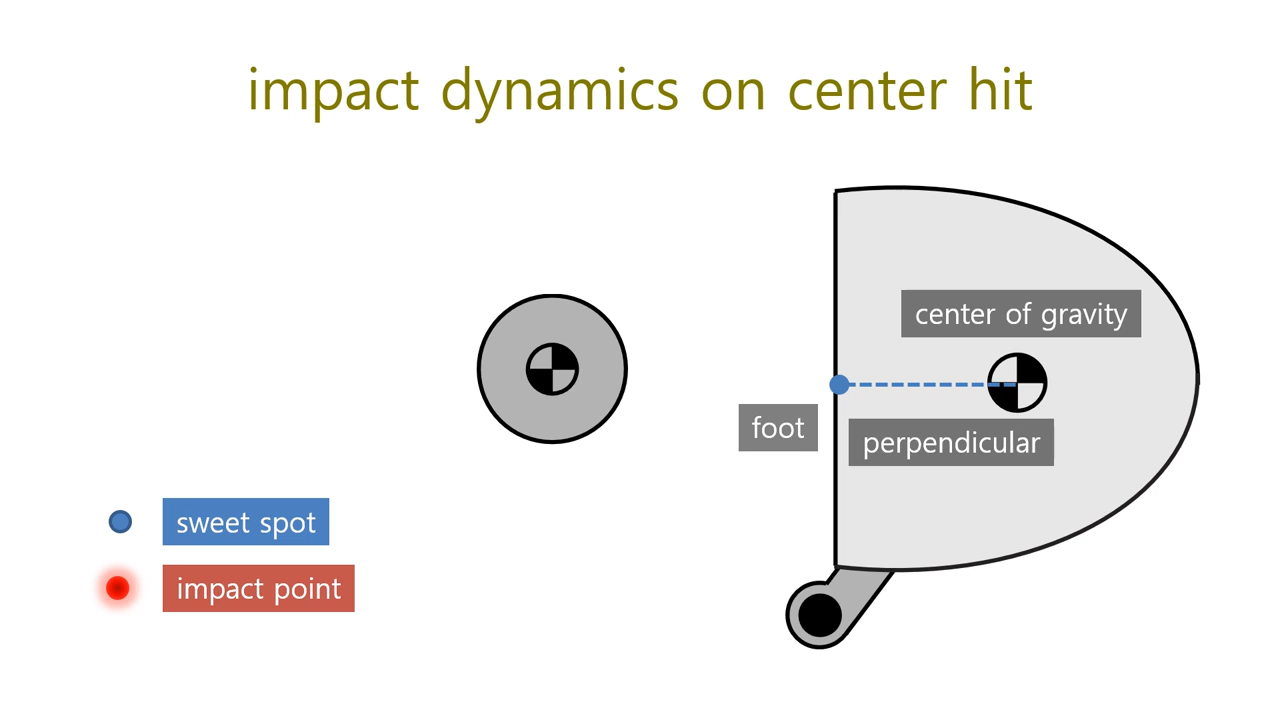 impact dynamics on center hit
center of gravity
foot
perpendicular
sweet spot
impact point